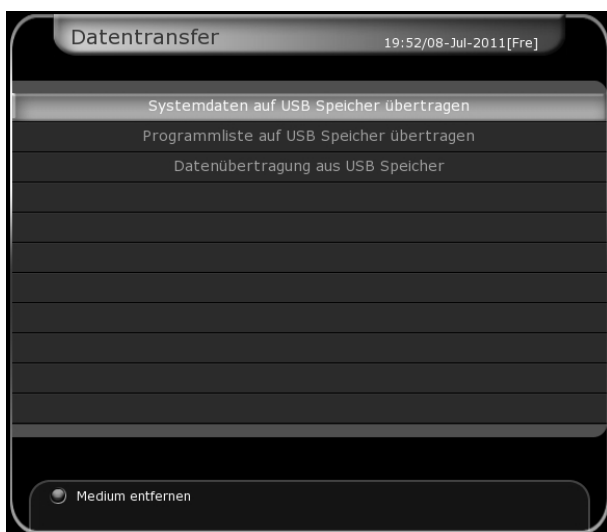 Datentransfer
19:52/08-Jul-2011[Fre]
Systemdaten auf USB Speicher übertragen
Programmliste auf USB Speicher übertragen
Datenübertragung aus USB Speicher
Medium entfernen